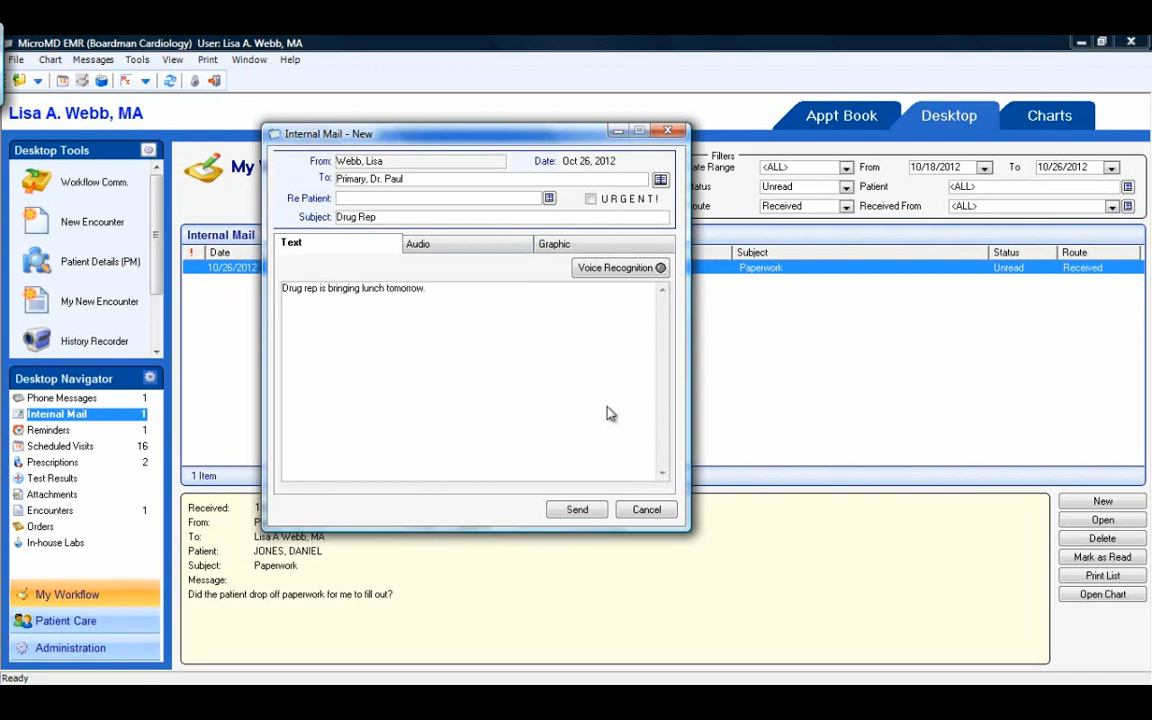 MicroMD EMR (Boardman Cardiology) User: Lisa A. Webb, MA
File Chart Messages Tools View Print Window Help
Lisa A. Webb, MA
Appt Book Desktop Charts
Desktop Tools
Workflow Comm.
New Encounter
Patient Details (PM)
My New Encounter
History Recorder
Desktop Navigator
Phone Messages 1
Internal Mail 1
Reminders 1
Scheduled Visits 16
Prescriptions 2
Test Results
Attachments
Encounters 1
Orders
In-house Labs
My Workflow
Patient Care
Administration
Ready
My
Filters
ate Range <ALL> From 10/18/2012 To 10/26/2012
tatus Unread Patient <ALL>
oute Received Received From <ALL>
Internal Mail
! Date Subject Status Route
10/26/2012 Paperwork Unread Received
1 Item
Internal Mail - New
From: Webb, Lisa Date: Oct 26, 2012
To: Primary, Dr. Paul
Re Patient: URGENT!
Subject: Drug Rep
Text Audio Graphic
Voice Recognition
Drug rep is bringing lunch tomorrow.
Send Cancel
Received: 1
From: P
To: Lisa A Webb, MA
Patient: JONES, DANIEL
Subject: Paperwork
Message:
Did the patient drop off paperwork for me to fill out?
New
Open
Delete
Mark as Read
Print List
Open Chart